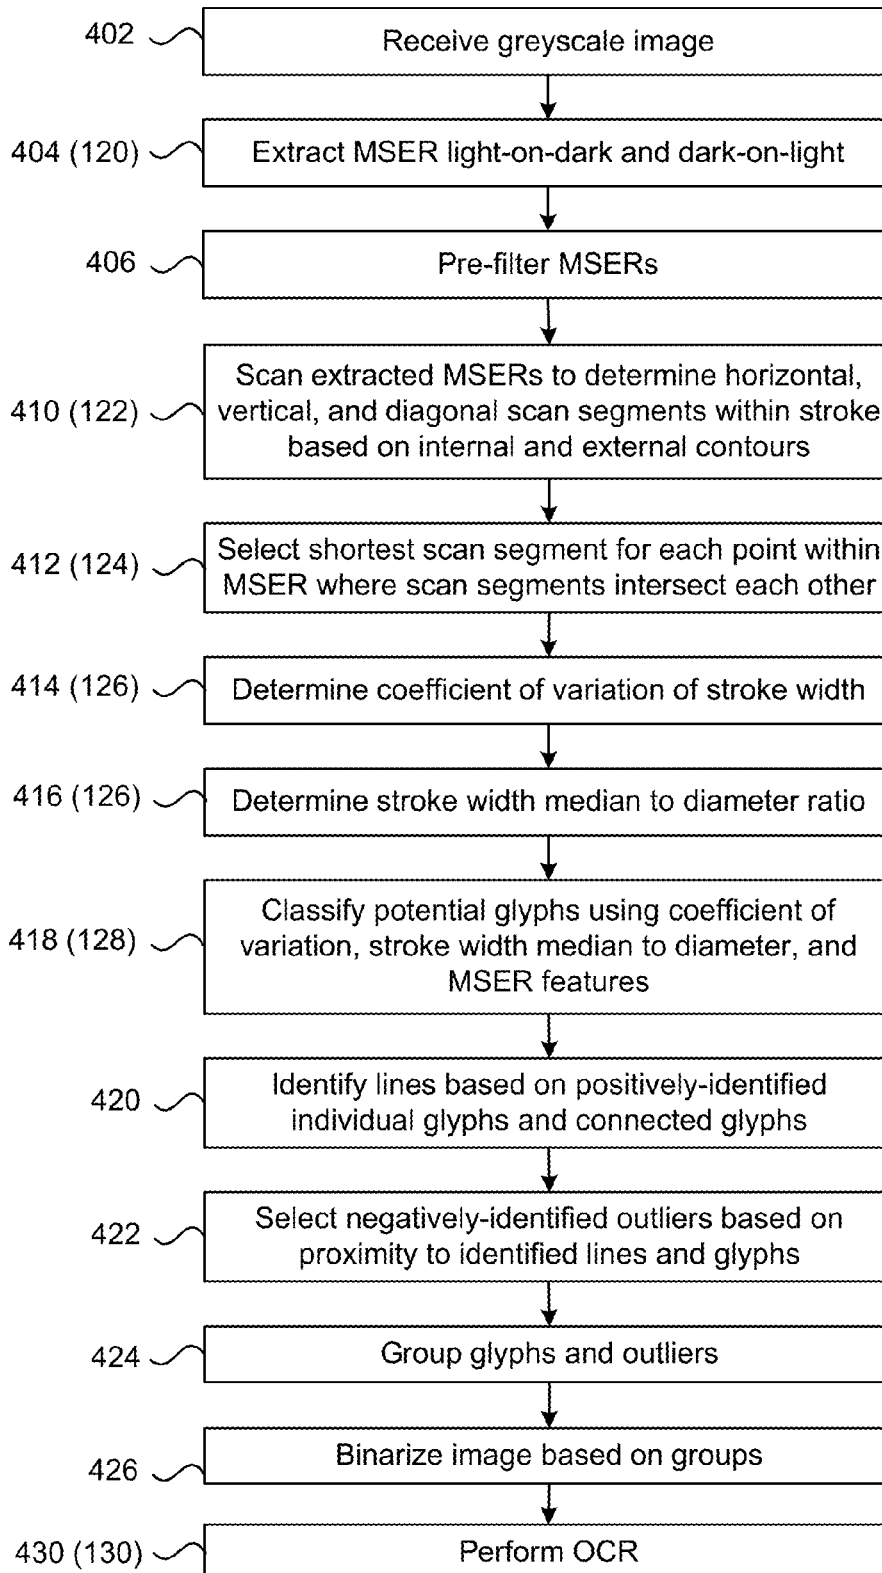 402
Receive greyscale image
404 (120)
Extract MSER light-on-dark and dark-on-light
406
Pre-filter MSERs
410 (122)
Scan extracted MSERs to determine horizontal,
vertical, and diagonal scan segments within stroke
based on internal and external contours
412 (124)
Select shortest scan segment for each point within
MSER where scan segments intersect each other
414 (126)
Determine coefficient of variation of stroke width
416 (126)
Determine stroke width median to diameter ratio
418 (128)
Classify potential glyphs using coefficient of
variation, stroke width median to diameter, and
MSER features
420
Identify lines based on positively-identified
individual glyphs and connected glyphs
422
Select negatively-identified outliers based on
proximity to identified lines and glyphs
424
Group glyphs and outliers
426
Binarize image based on groups
430 (130)
Perform OCR